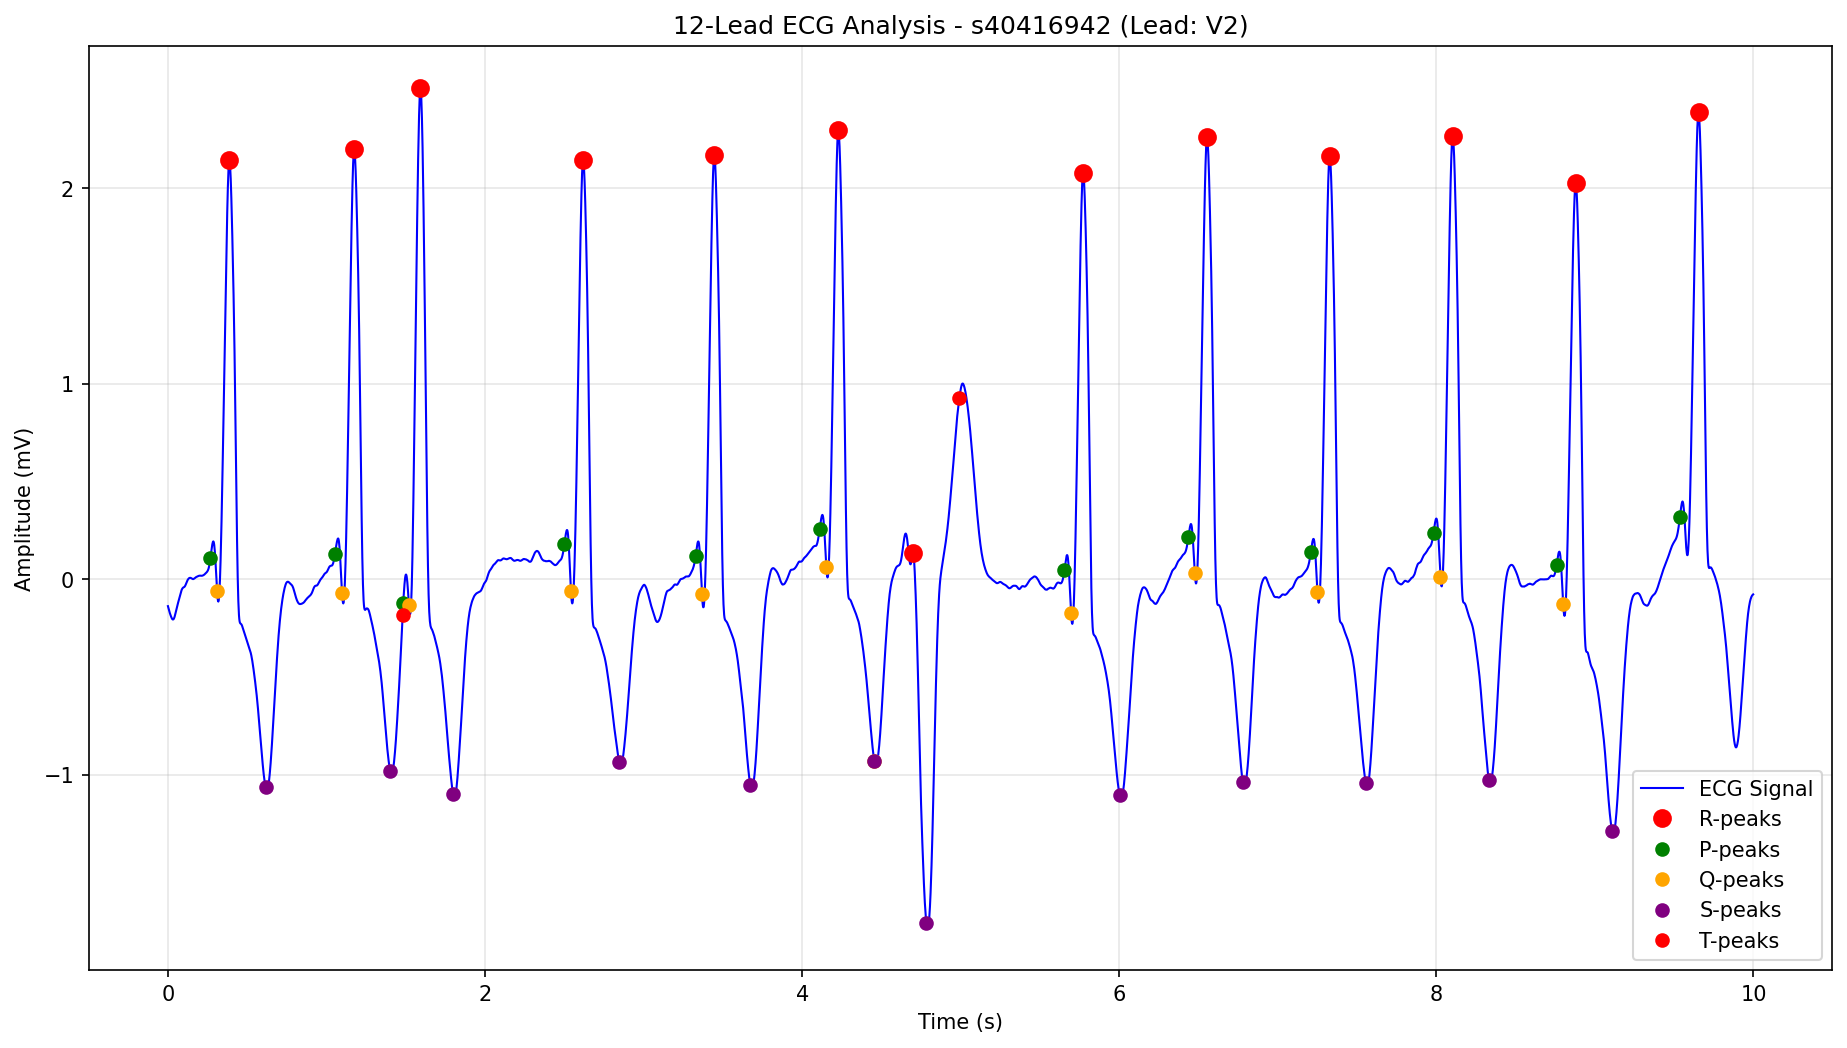 12-Lead ECG Analysis - s40416942 (Lead: V2)
Amplitude (mV)
2
1
0
−1
0 2 4 6 8 10
Time (s)
ECG Signal
R-peaks
P-peaks
Q-peaks
S-peaks
T-peaks